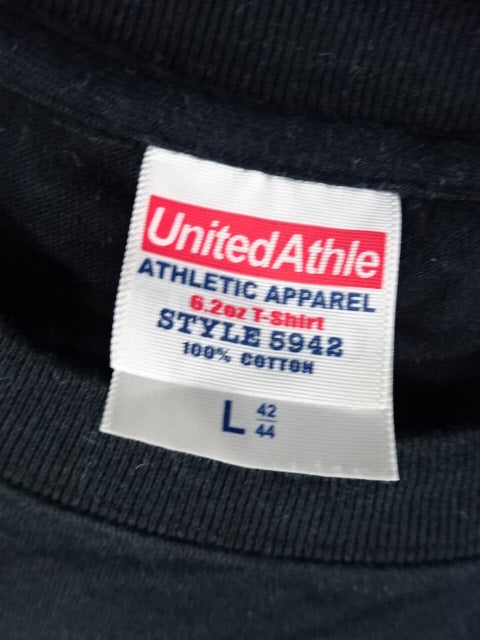 UnitedAthle
ATHLETIC APPAREL
6.2oz T-Shirt
STYLE 5942
100% COTTON
L 42
44